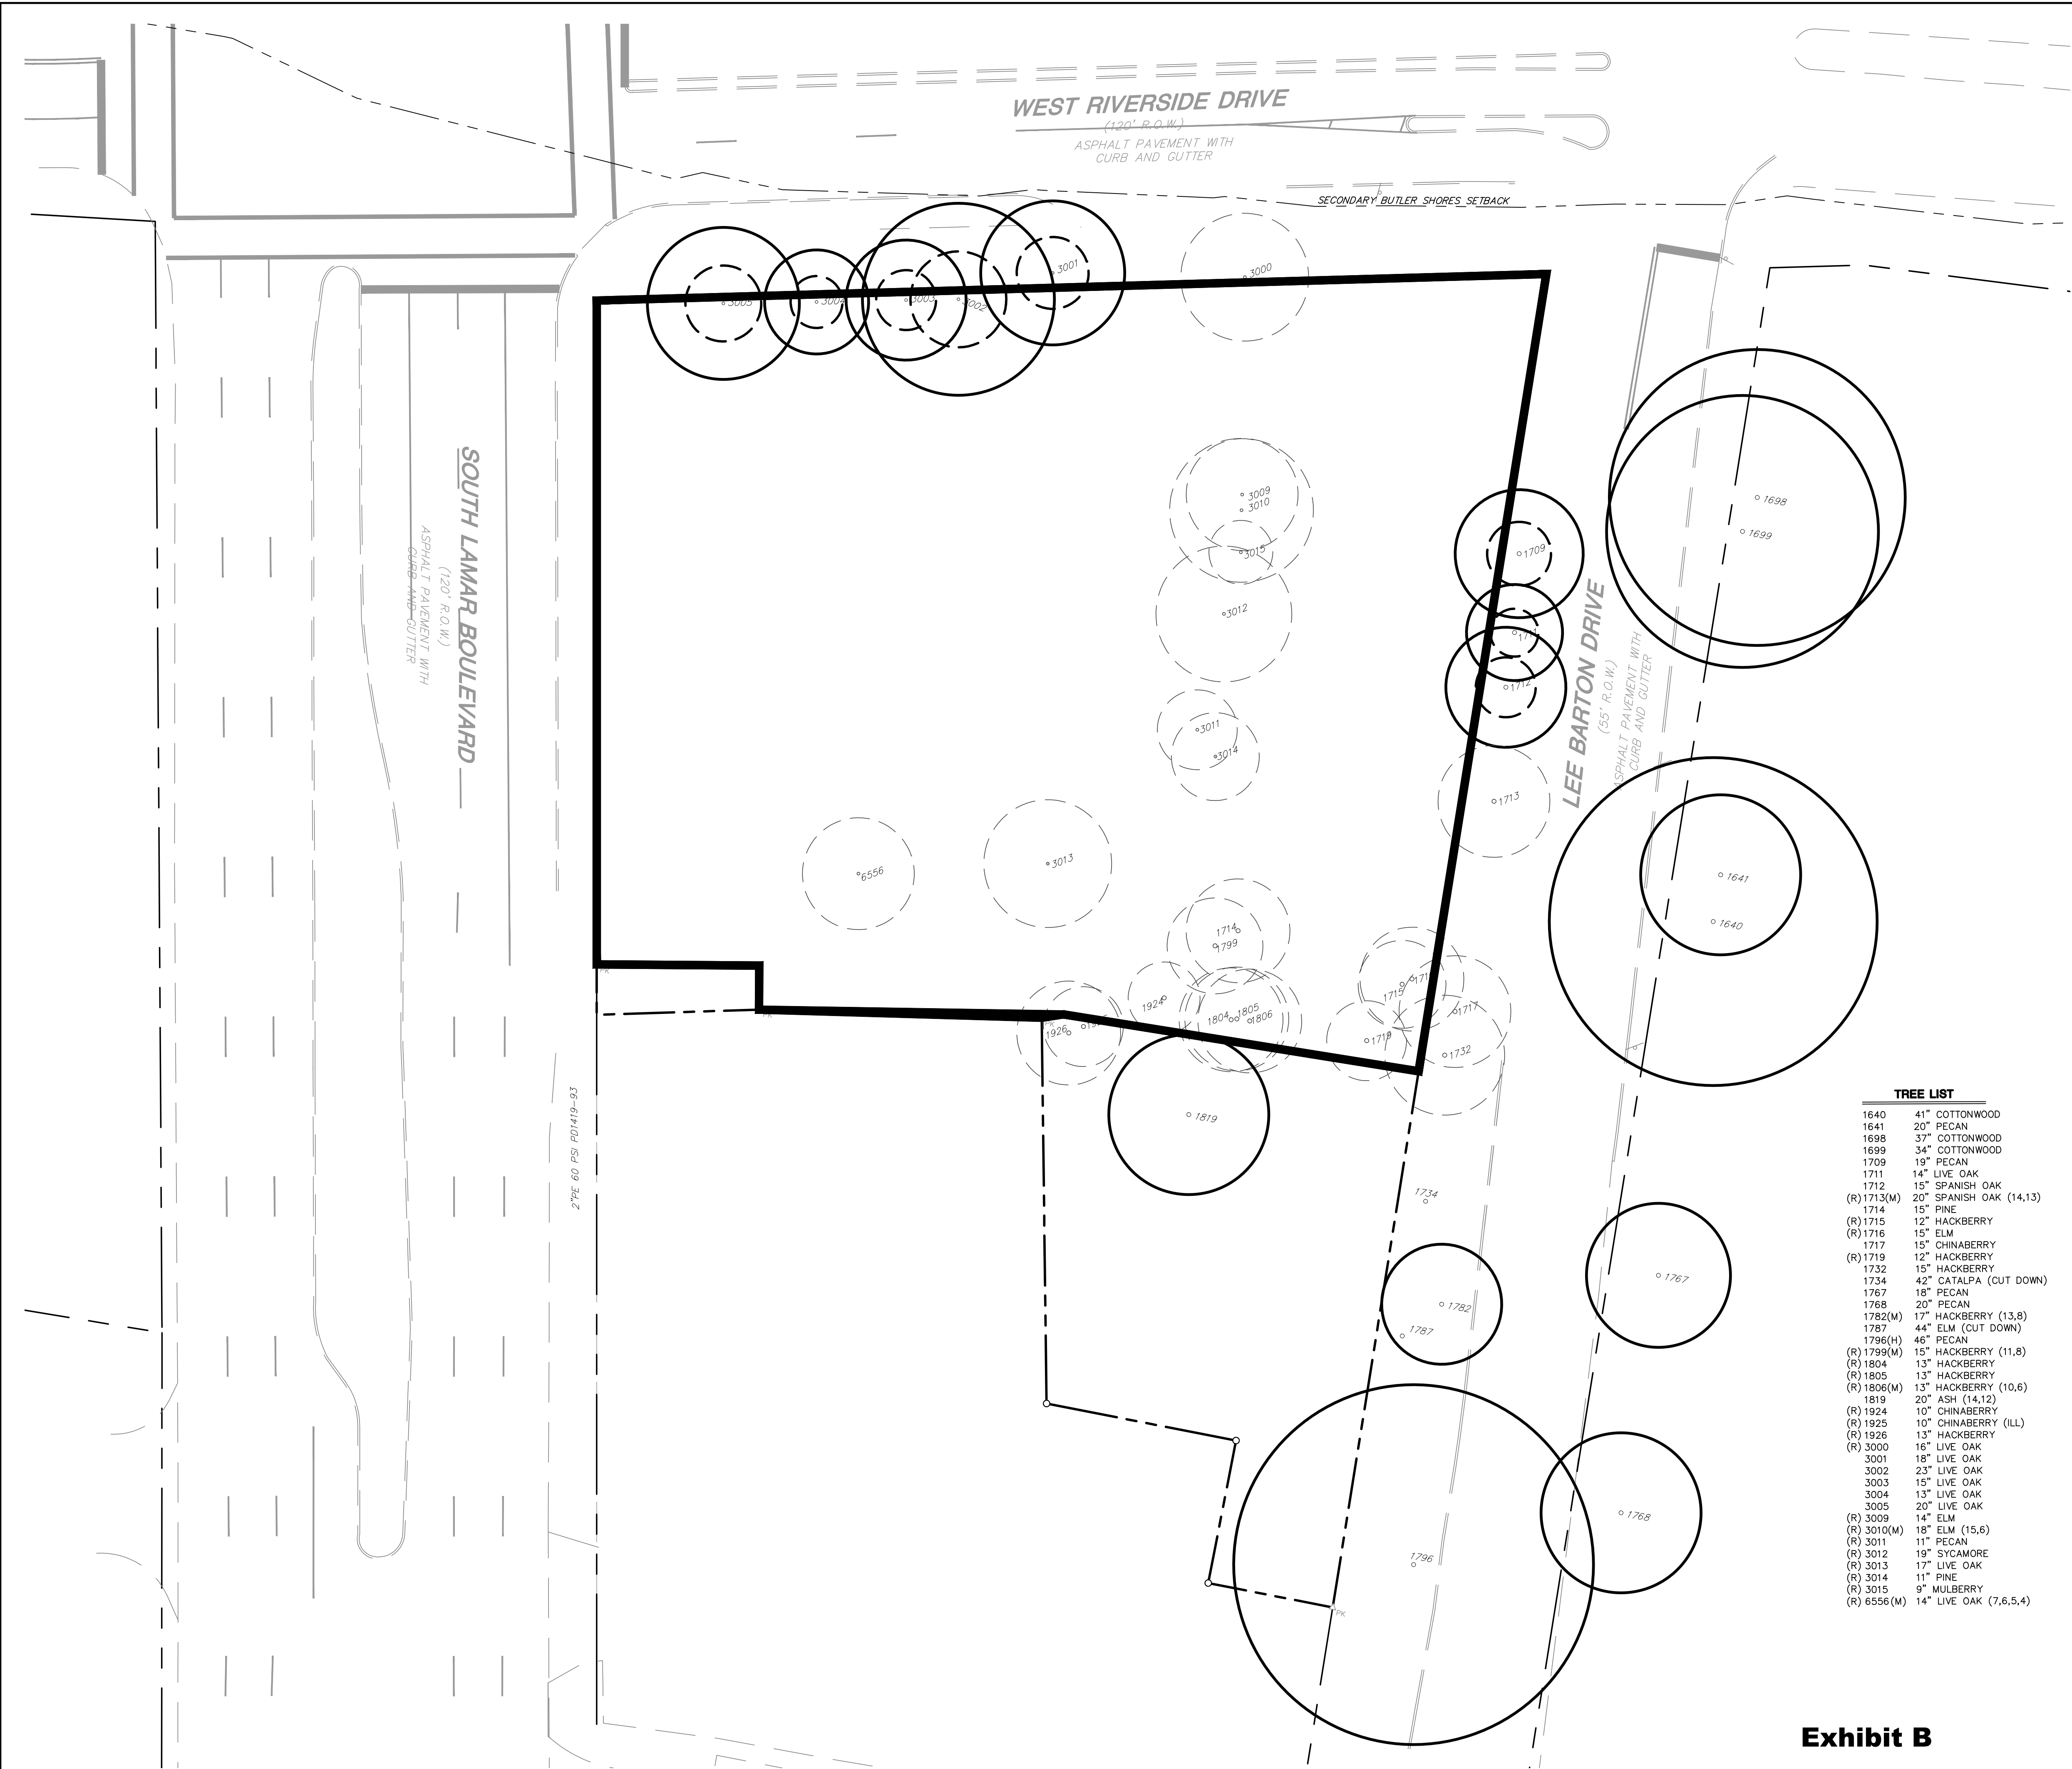 WEST RIVERSIDE DRIVE
(120' R.O.W.)
ASPHALT PAVEMENT WITH
CURB AND GUTTER
SECONDARY BUTLER SHORES SETBACK
3005
3004
3003
3002
3001
3000
SOUTH LAMAR BOULEVARD
(120' R.O.W.)
ASPHALT PAVEMENT WITH
CURB AND GUTTER
3009
3010
3015
3012
3011
3014
3013
6556
1709
1711
1712
1713
LEE BARTON DRIVE
(55' R.O.W.)
ASPHALT PAVEMENT WITH
CURB AND GUTTER
1698
1699
1641
1640
1714
1799
1924
1804
1805
1806
1926
1925
1715
1716
1717
1719
1732
PK
PK
PK
1819
2"PE 60 PSI PD1419-93
1734
1782
1787
1767
1796
1768
PK
TREE LIST
1640 41" COTTONWOOD
1641 20" PECAN
1698 37" COTTONWOOD
1699 34" COTTONWOOD
1709 19" PECAN
1711 14" LIVE OAK
1712 15" SPANISH OAK
(R) 1713(M) 20" SPANISH OAK (14,13)
1714 15" PINE
(R) 1715 12" HACKBERRY
(R) 1716 15" ELM
1717 15" CHINABERRY
(R) 1719 12" HACKBERRY
1732 15" HACKBERRY
1734 42" CATALPA (CUT DOWN)
1767 18" PECAN
1768 20" PECAN
1782(M) 17" HACKBERRY (13,8)
1787 44" ELM (CUT DOWN)
1796(H) 46" PECAN
(R) 1799(M) 15" HACKBERRY (11,8)
(R) 1804 13" HACKBERRY
(R) 1805 13" HACKBERRY
(R) 1806(M) 13" HACKBERRY (10,6)
1819 20" ASH (14,12)
(R) 1924 10" CHINABERRY
(R) 1925 10" CHINABERRY (ILL)
(R) 1926 13" HACKBERRY
(R) 3000 16" LIVE OAK
3001 18" LIVE OAK
3002 23" LIVE OAK
3003 15" LIVE OAK
3004 13" LIVE OAK
3005 20" LIVE OAK
(R) 3009 14" ELM
(R) 3010(M) 18" ELM (15,6)
(R) 3011 11" PECAN
(R) 3012 19" SYCAMORE
(R) 3013 17" LIVE OAK
(R) 3014 11" PINE
(R) 3015 9" MULBERRY
(R) 6556(M) 14" LIVE OAK (7,6,5,4)
Exhibit B